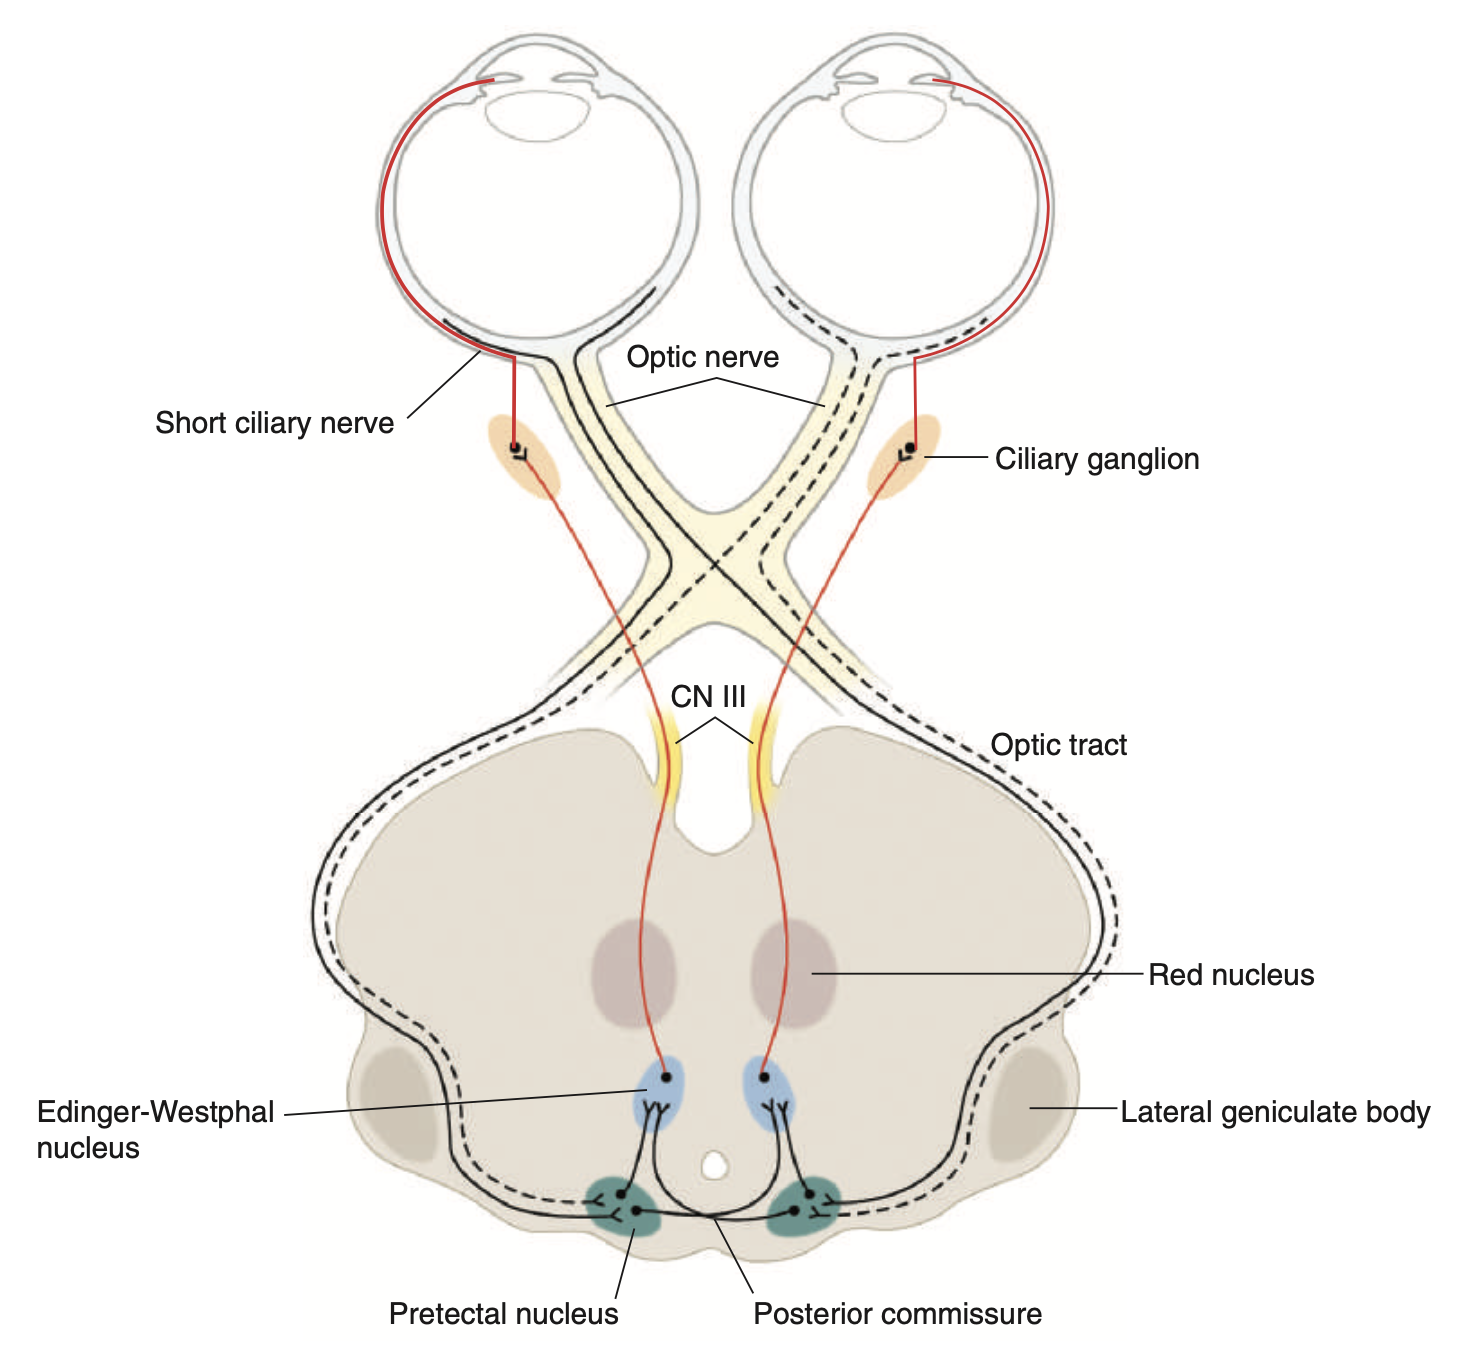 Optic nerve
Short ciliary nerve
Ciliary ganglion
CN III
Optic tract
Red nucleus
Edinger-Westphal
nucleus
Lateral geniculate body
Pretectal nucleus
Posterior commissure